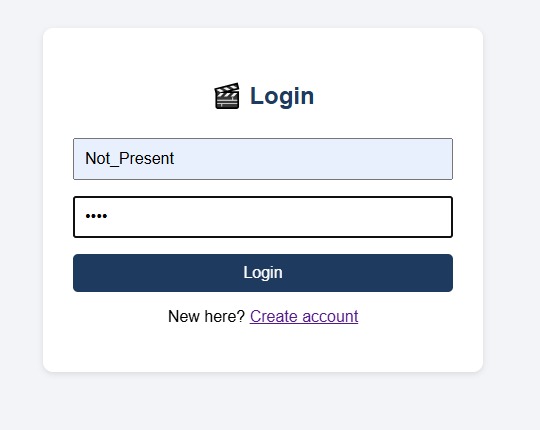 🎬 Login
Not_Present
••••
Login
New here? Create account